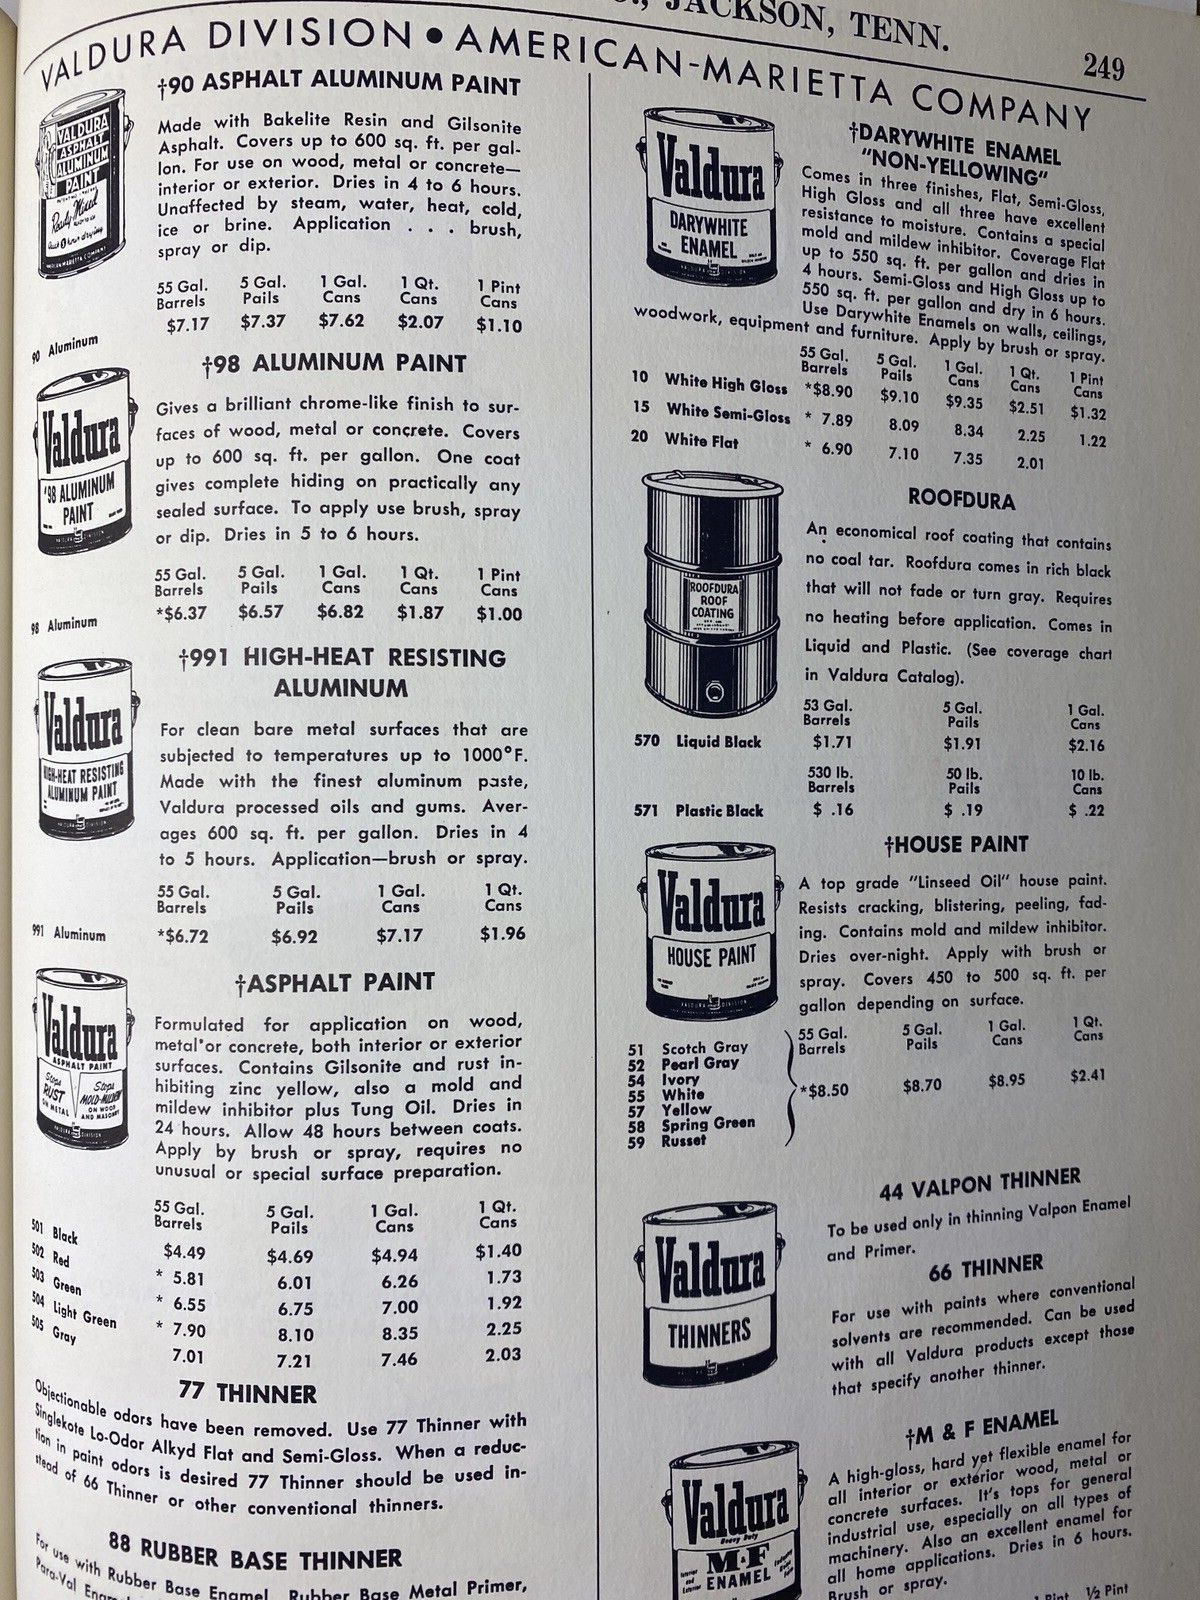 O., JACKSON, TENN.
249
VALDURA DIVISION • AMERICAN-MARIETTA COMPANY
†90 ASPHALT ALUMINUM PAINT
VALDURA
ASPHALT
ALUMINUM
PAINT
Ready Mixed
Made with Bakelite Resin and Gilsonite
Asphalt. Covers up to 600 sq. ft. per gal-
lon. For use on wood, metal or concrete—
interior or exterior. Dries in 4 to 6 hours.
Unaffected by steam, water, heat, cold,
ice or brine. Application . . . brush,
spray or dip.
55 Gal. 5 Gal. 1 Gal. 1 Qt. 1 Pint
Barrels Pails Cans Cans Cans
$7.17 $7.37 $7.62 $2.07 $1.10
90 Aluminum
†98 ALUMINUM PAINT
Valdura
'98 ALUMINUM
PAINT
Gives a brilliant chrome-like finish to sur-
faces of wood, metal or concrete. Covers
up to 600 sq. ft. per gallon. One coat
gives complete hiding on practically any
sealed surface. To apply use brush, spray
or dip. Dries in 5 to 6 hours.
55 Gal. 5 Gal. 1 Gal. 1 Qt. 1 Pint
Barrels Pails Cans Cans Cans
*$6.37 $6.57 $6.82 $1.87 $1.00
98 Aluminum
†991 HIGH-HEAT RESISTING
ALUMINUM
Valdura
HIGH-HEAT RESISTING
ALUMINUM PAINT
For clean bare metal surfaces that are
subjected to temperatures up to 1000°F.
Made with the finest aluminum paste,
Valdura processed oils and gums. Aver-
ages 600 sq. ft. per gallon. Dries in 4
to 5 hours. Application—brush or spray.
55 Gal. 5 Gal. 1 Gal. 1 Qt.
Barrels Pails Cans Cans
991 Aluminum *$6.72 $6.92 $7.17 $1.96
†ASPHALT PAINT
Valdura
ASPHALT PAINT
Stops
RUST
ON METAL
Stops
MOLD-MILDEW
ON WOOD
AND MASONRY
Formulated for application on wood,
metal or concrete, both interior or exterior
surfaces. Contains Gilsonite and rust in-
hibiting zinc yellow, also a mold and
mildew inhibitor plus Tung Oil. Dries in
24 hours. Allow 48 hours between coats.
Apply by brush or spray, requires no
unusual or special surface preparation.
55 Gal. 5 Gal. 1 Gal. 1 Qt.
Barrels Pails Cans Cans
501 Black $4.49 $4.69 $4.94 $1.40
502 Red * 5.81 6.01 6.26 1.73
503 Green * 6.55 6.75 7.00 1.92
504 Light Green * 7.90 8.10 8.35 2.25
505 Gray 7.01 7.21 7.46 2.03
77 THINNER
Objectionable odors have been removed. Use 77 Thinner with
Singlekote Lo-Odor Alkyd Flat and Semi-Gloss. When a reduc-
tion in paint odors is desired 77 Thinner should be used in-
stead of 66 Thinner or other conventional thinners.
88 RUBBER BASE THINNER
For use with Rubber Base Enamel, Rubber Base Metal Primer,
†DARYWHITE ENAMEL
"NON-YELLOWING"
Valdura
DARYWHITE
ENAMEL
Comes in three finishes, Flat, Semi-Gloss,
High Gloss and all three have excellent
resistance to moisture. Contains a special
mold and mildew inhibitor. Coverage Flat
up to 550 sq. ft. per gallon and dries in
4 hours. Semi-Gloss and High Gloss up to
550 sq. ft. per gallon and dry in 6 hours.
Use Darywhite Enamels on walls, ceilings,
woodwork, equipment and furniture. Apply by brush or spray.
55 Gal. 5 Gal. 1 Gal. 1 Qt. 1 Pint
Barrels Pails Cans Cans Cans
10 White High Gloss *$8.90 $9.10 $9.35 $2.51 $1.32
15 White Semi-Gloss * 7.89 8.09 8.34 2.25 1.22
20 White Flat * 6.90 7.10 7.35 2.01
ROOFDURA
ROOFDURA
ROOF
COATING
An economical roof coating that contains
no coal tar. Roofdura comes in rich black
that will not fade or turn gray. Requires
no heating before application. Comes in
Liquid and Plastic. (See coverage chart
in Valdura Catalog).
53 Gal. 5 Gal. 1 Gal.
Barrels Pails Cans
570 Liquid Black $1.71 $1.91 $2.16
530 lb. 50 lb. 10 lb.
Barrels Pails Cans
571 Plastic Black $ .16 $ .19 $ .22
†HOUSE PAINT
Valdura
HOUSE PAINT
A top grade "Linseed Oil" house paint.
Resists cracking, blistering, peeling, fad-
ing. Contains mold and mildew inhibitor.
Dries over-night. Apply with brush or
spray. Covers 450 to 500 sq. ft. per
gallon depending on surface.
55 Gal. 5 Gal. 1 Gal. 1 Qt.
Barrels Pails Cans Cans
51 Scotch Gray
52 Pearl Gray
54 Ivory
55 White *$8.50 $8.70 $8.95 $2.41
57 Yellow
58 Spring Green
59 Russet
44 VALPON THINNER
To be used only in thinning Valpon Enamel
and Primer.
Valdura
THINNERS
66 THINNER
For use with paints where conventional
solvents are recommended. Can be used
with all Valdura products except those
that specify another thinner.
†M & F ENAMEL
Valdura
Heavy Duty
M·F
ENAMEL
A high-gloss, hard yet flexible enamel for
all interior or exterior wood, metal or
concrete surfaces. It's tops for general
industrial use, especially on all types of
machinery. Also an excellent enamel for
all home applications. Dries in 6 hours.
Brush or spray.
1 Pint ½ Pint